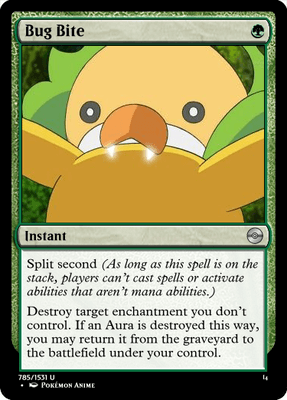 Bug Bite
Instant
Split second (As long as this spell is on the
stack, players can't cast spells or activate
abilities that aren't mana abilities.)
Destroy target enchantment you don't
control. If an Aura is destroyed this way,
you may return it from the graveyard to
the battlefield under your control.
785/1531 U
• Pokémon Anime